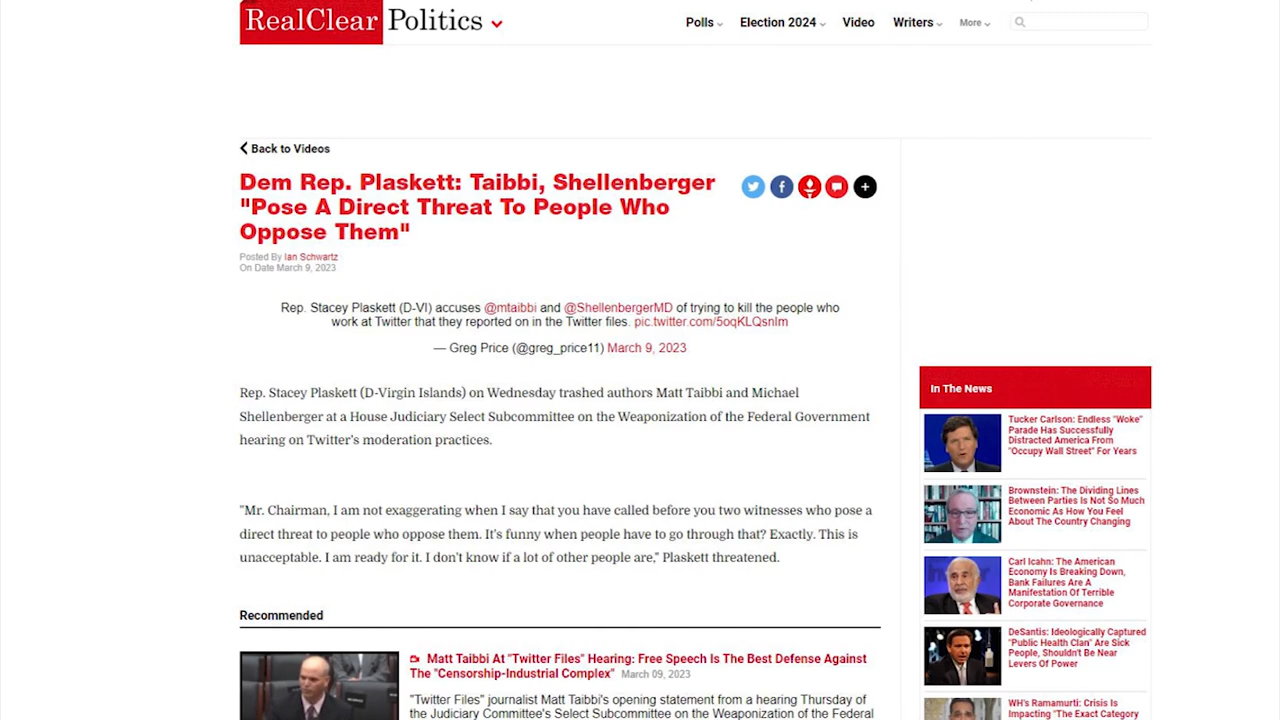 RealClear Politics
Polls
Election 2024
Video
Writers
More
Back to Videos
Dem Rep. Plaskett: Taibbi, Shellenberger
"Pose A Direct Threat To People Who
Oppose Them"
Posted By Ian Schwartz
On Date March 9, 2023
Rep. Stacey Plaskett (D-VI) accuses @mtaibbi and @ShellenbergerMD of trying to kill the people who
work at Twitter that they reported on in the Twitter files. pic.twitter.com/5oqKLQsnIm
— Greg Price (@greg_price11) March 9, 2023
Rep. Stacey Plaskett (D-Virgin Islands) on Wednesday trashed authors Matt Taibbi and Michael
Shellenberger at a House Judiciary Select Subcommittee on the Weaponization of the Federal Government
hearing on Twitter's moderation practices.
"Mr. Chairman, I am not exaggerating when I say that you have called before you two witnesses who pose a
direct threat to people who oppose them. It's funny when people have to go through that? Exactly. This is
unacceptable. I am ready for it. I don't know if a lot of other people are," Plaskett threatened.
Recommended
Matt Taibbi At "Twitter Files" Hearing: Free Speech Is The Best Defense Against
The "Censorship-Industrial Complex" March 09, 2023
"Twitter Files" journalist Matt Taibbi's opening statement from a hearing Thursday of
the Judiciary Committee's Select Subcommittee on the Weaponization of the Federal
In The News
Tucker Carlson: Endless "Woke"
Parade Has Successfully
Distracted America From
"Occupy Wall Street" For Years
Brownstein: The Dividing Lines
Between Parties Is Not So Much
Economic As How You Feel
About The Country Changing
Carl Icahn: The American
Economy Is Breaking Down,
Bank Failures Are A
Manifestation Of Terrible
Corporate Governance
DeSantis: Ideologically Captured
"Public Health Clan" Are Sick
People, Shouldn't Be Near
Levers Of Power
WH's Ramamurti: Crisis Is
Impacting "The Exact Category